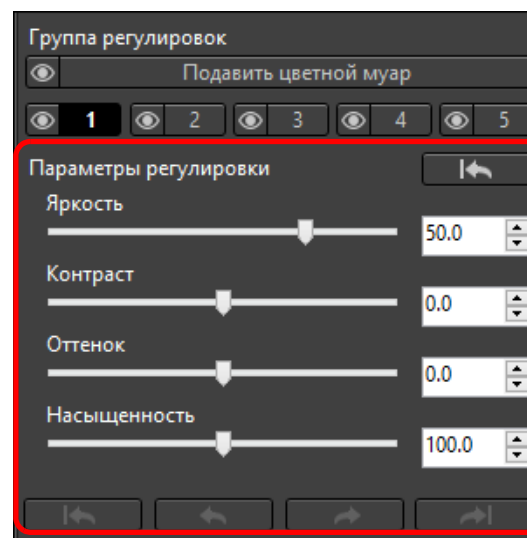 Группа регулировок
Подавить цветной муар
1 2 3 4 5
Параметры регулировки
Яркость
50.0
Контраст
0.0
Оттенок
0.0
Насыщенность
100.0